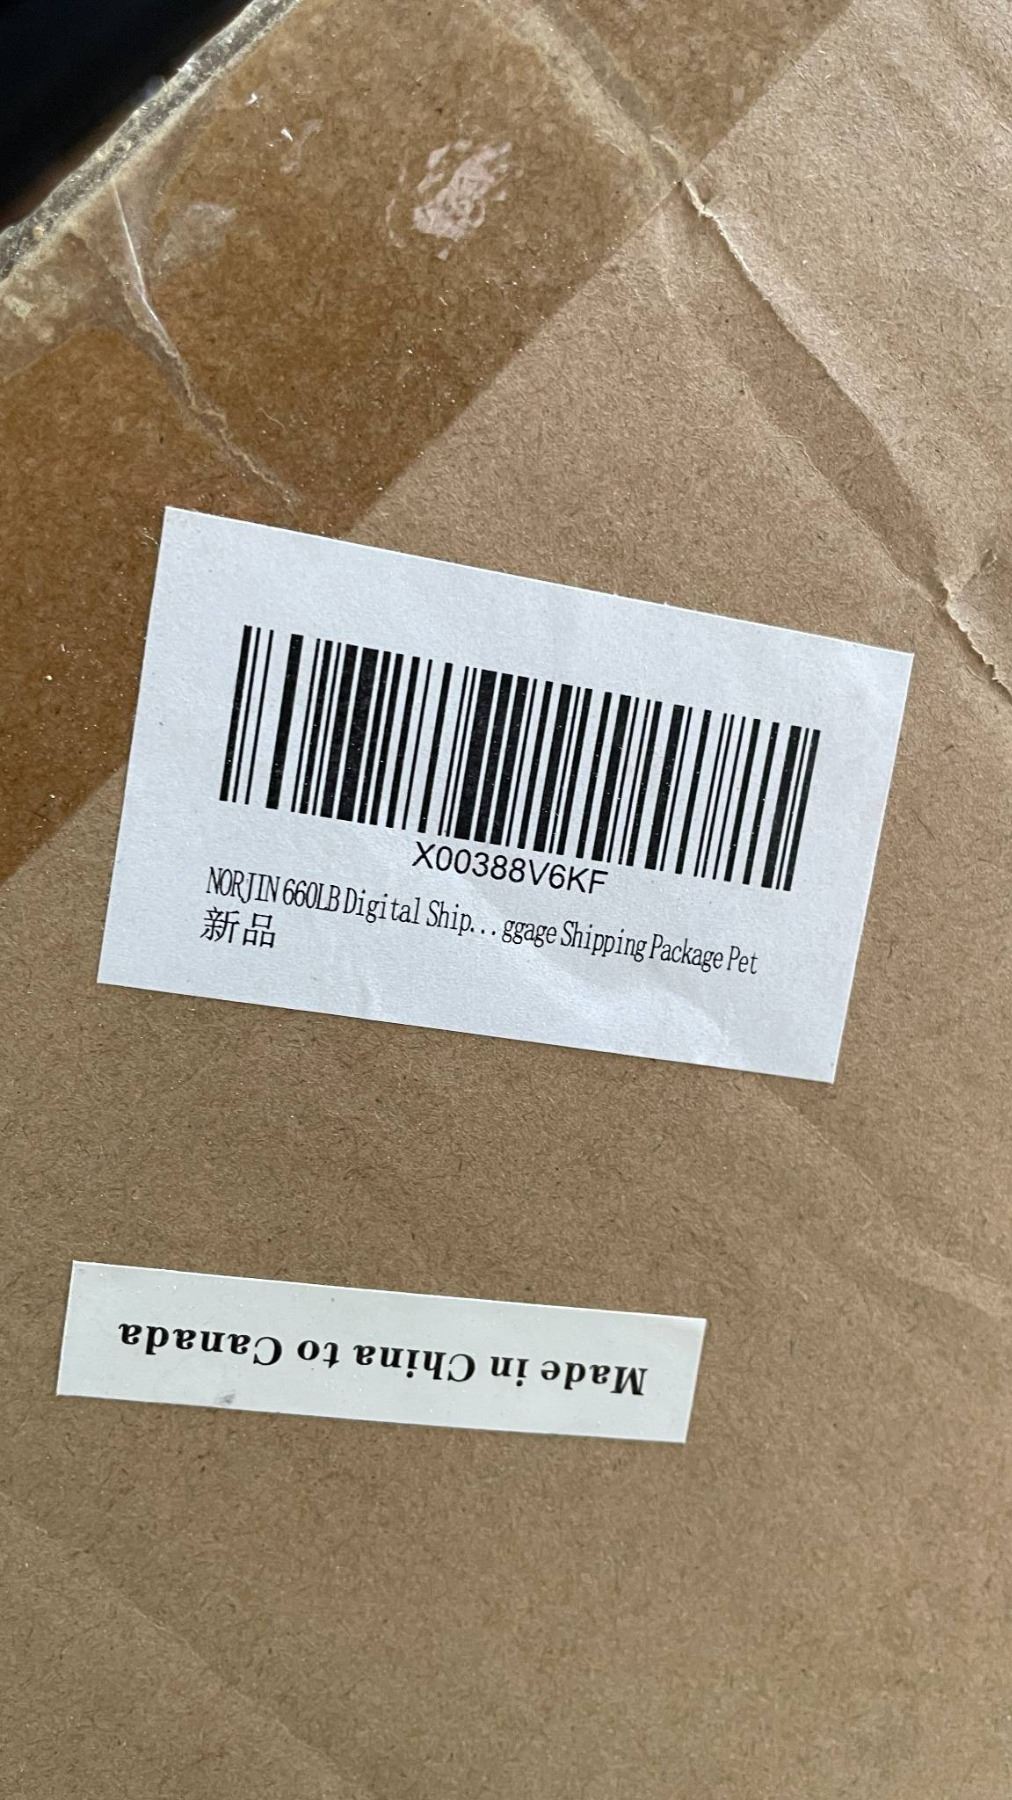 X00388V6KF
NORJIN 660LB Digital Ship...ggage Shipping Package Pet
新品
Made in China to Canada